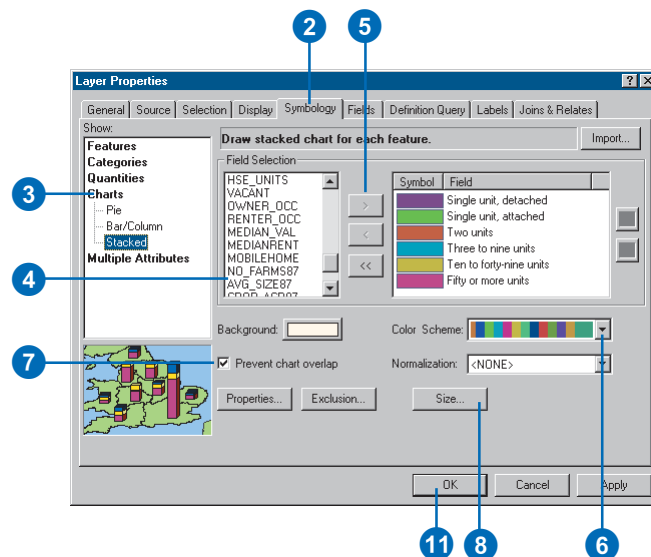 2 5
Layer Properties
General Source Selection Display Symbology Fields Definition Query Labels Joins & Relates
Show:
Features
Categories
Quantities
3 Charts
Pie
Bar/Column
Stacked
Multiple Attributes
Draw stacked chart for each feature. Import...
Field Selection
HSE_UNITS
VACANT
OWNER_OCC
RENTER_OCC
MEDIAN_VAL
MEDIANRENT
MOBILEHOME
4 NO_FARMS87
AVG_SIZE87
CROP_ACR87
>
<
<<
Symbol Field
Single unit, detached
Single unit, attached
Two units
Three to nine units
Ten to forty-nine units
Fifty or more units
Background: Color Scheme:
7 Prevent chart overlap Normalization: <NONE>
Properties... Exclusion... Size...
OK Cancel Apply
11 8 6